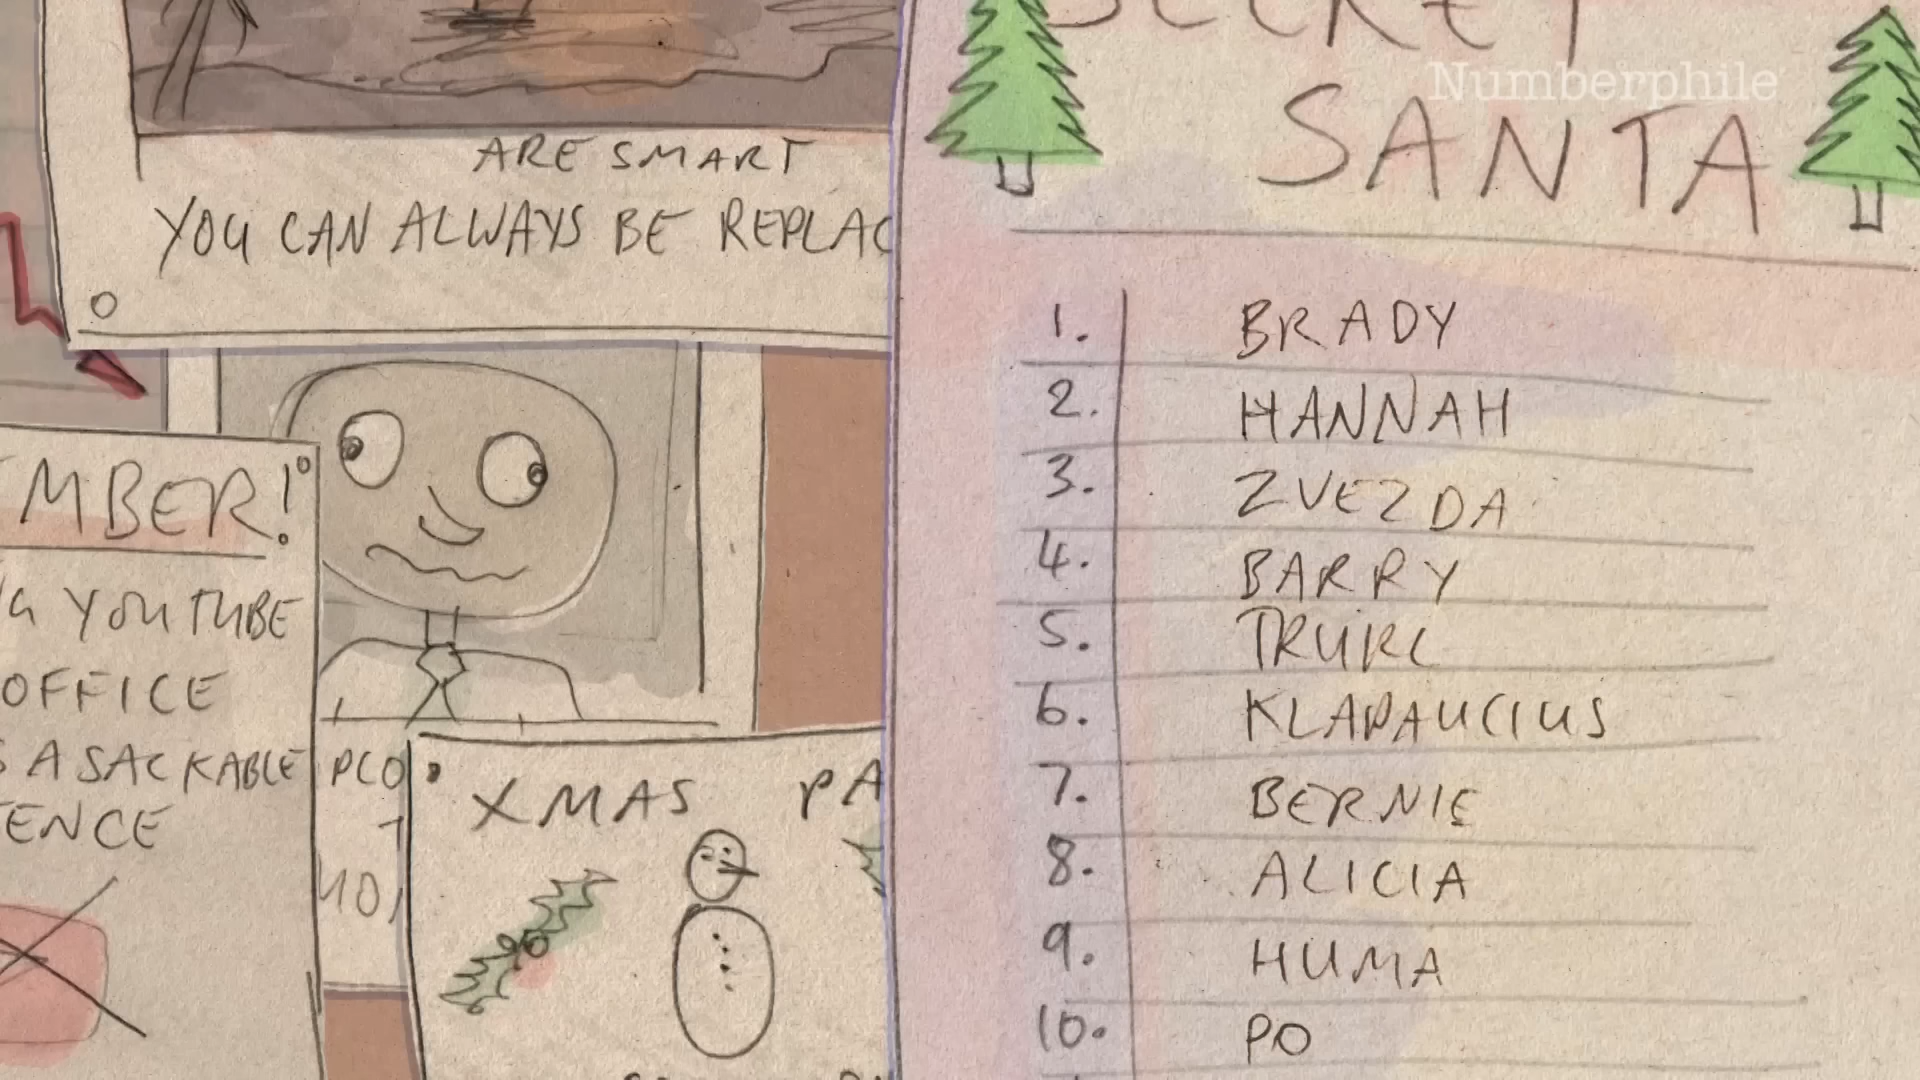 ARE SMART
YOU CAN ALWAYS BE REPLAC
MBER!
YOUTUBE
OFFICE
A SACKABLE
ENCE
XMAS PA
SECRET
SANTA
Numberphile
1. BRADY
2. HANNAH
3. ZVEZDA
4. BARRY
5. TRURL
6. KLAPAUCIUS
7. BERNIE
8. ALICIA
9. HUMA
10. PO